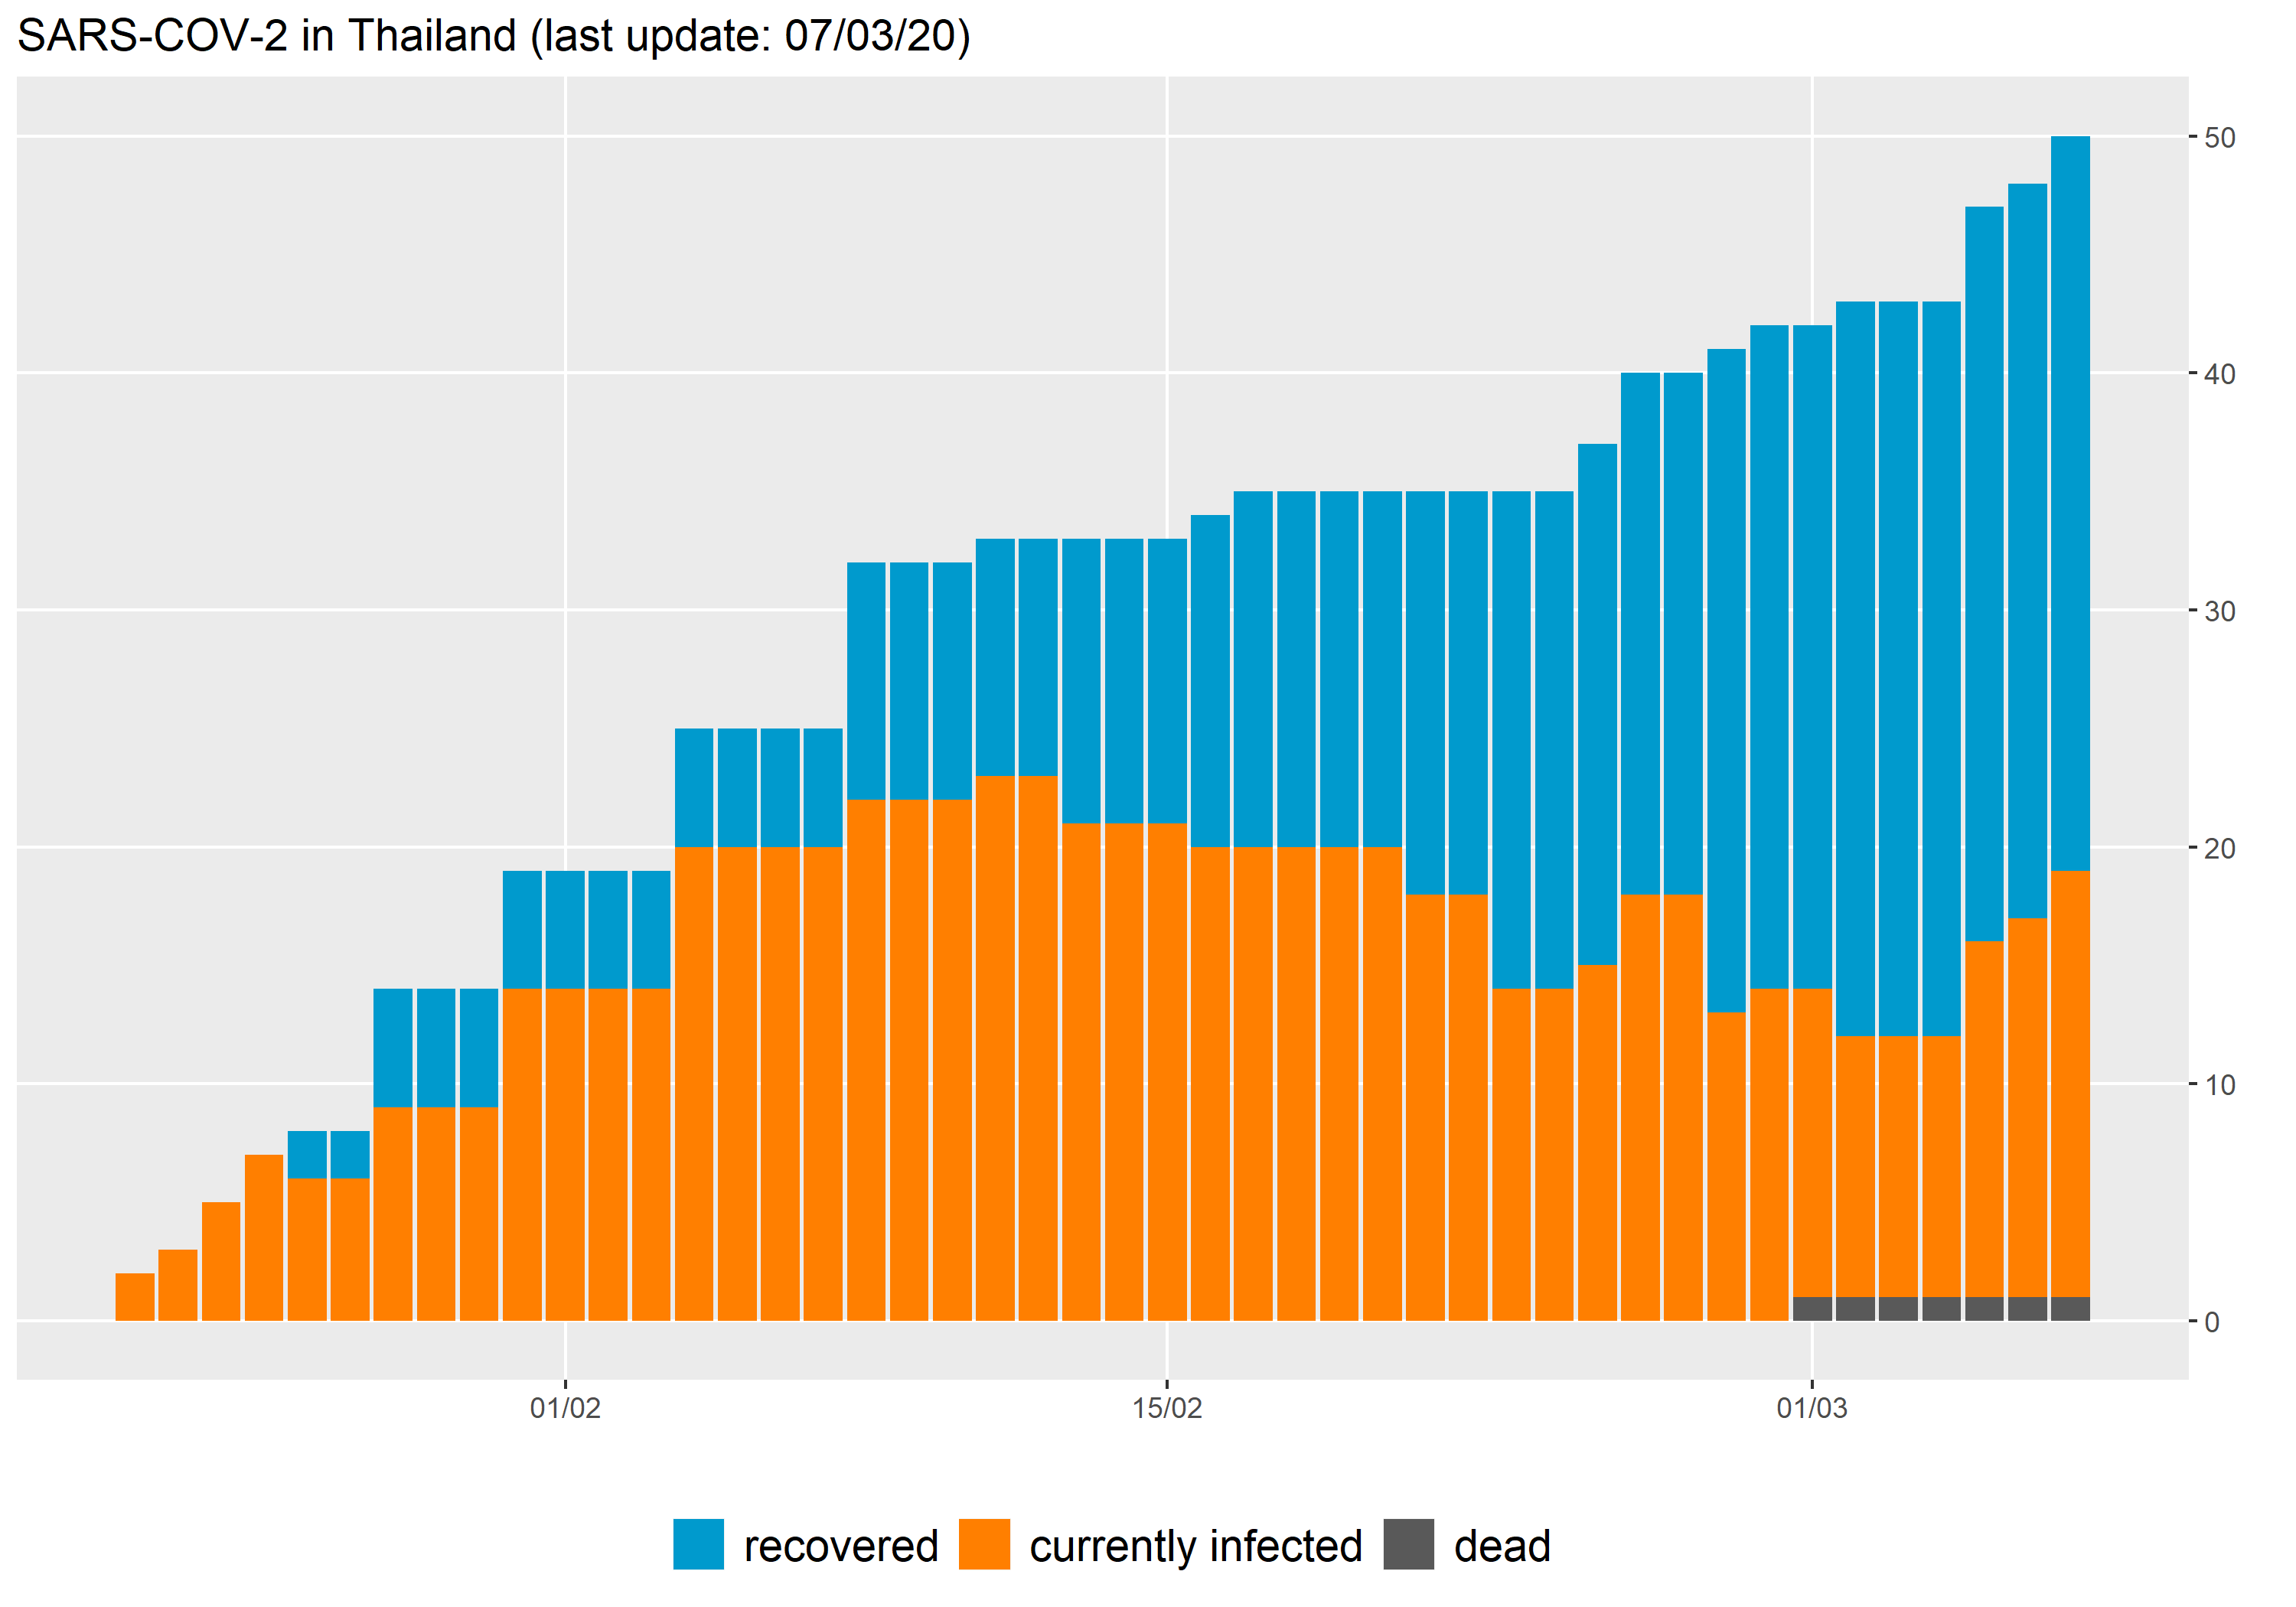 SARS-COV-2 in Thailand (last update: 07/03/20)
50
40
30
20
10
0
01/02 15/02 01/03
recovered currently infected dead